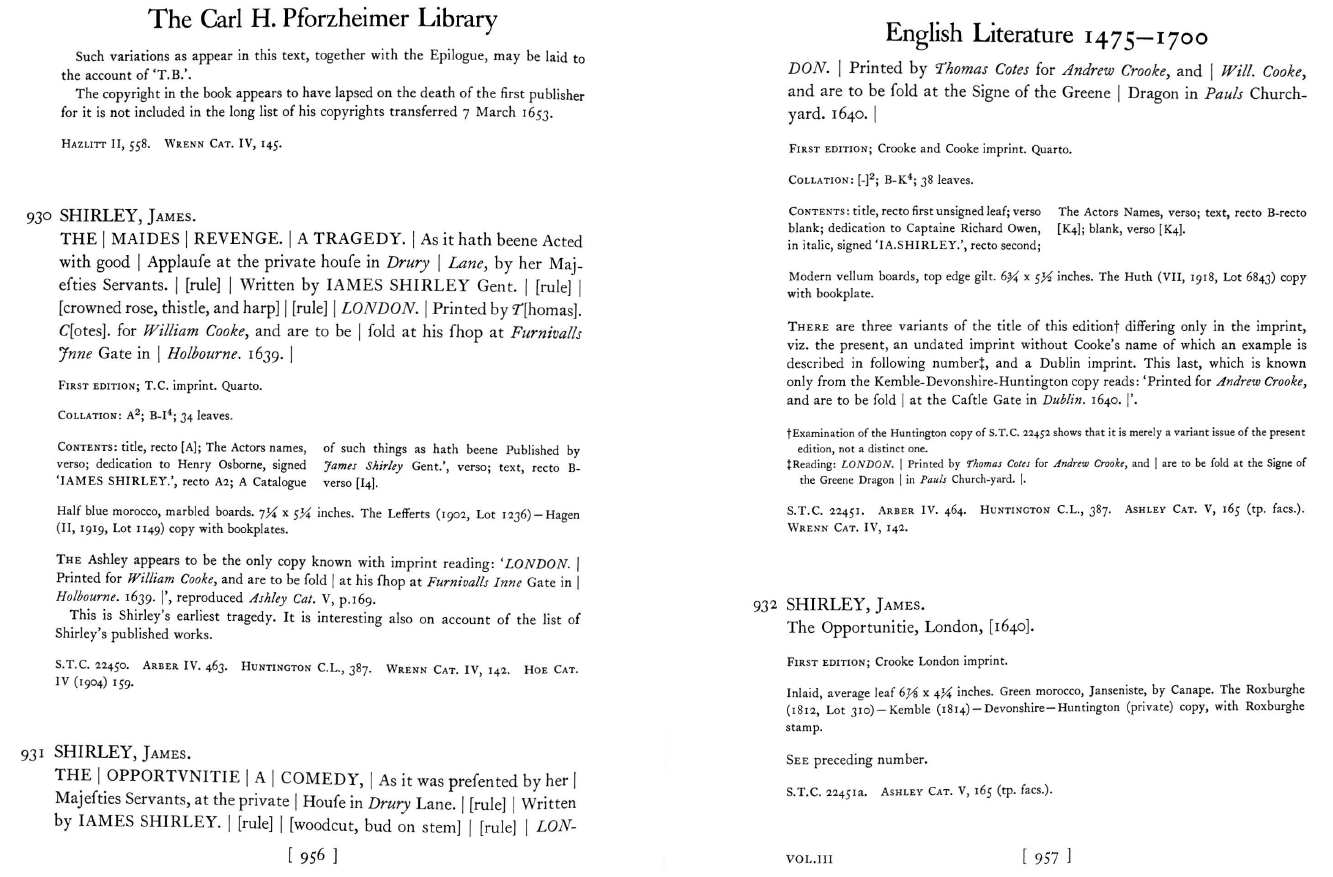 The Carl H. Pforzheimer Library
Such variations as appear in this text, together with the Epilogue, may be laid to
the account of ‘T.B.’.
The copyright in the book appears to have lapsed on the death of the first publisher
for it is not included in the long list of his copyrights transferred 7 March 1653.
HAZLITT II, 558. WRENN CAT. IV, 145.
930 SHIRLEY, JAMES.
THE | MAIDES | REVENGE. | A TRAGEDY. | As it hath beene Acted
with good | Applauſe at the private houſe in Drury | Lane, by her Maj-
eſties Servants. | [rule] | Written by IAMES SHIRLEY Gent. | [rule] |
[crowned rose, thistle, and harp] | [rule] | LONDON. | Printed by T[homas].
C[otes]. for William Cooke, and are to be | ſold at his ſhop at Furnivalls
Inne Gate in | Holbourne. 1639. |
FIRST EDITION; T.C. imprint. Quarto.
COLLATION: A²; B-I⁴; 34 leaves.
CONTENTS: title, recto [A]; The Actors names,
verso; dedication to Henry Osborne, signed
‘IAMES SHIRLEY.’, recto A2; A Catalogue
of such things as hath beene Published by
James Shirley Gent.’, verso; text, recto B-
verso [I4].
Half blue morocco, marbled boards. 7¼ x 5¼ inches. The Lefferts (1902, Lot 1236)—Hagen
(II, 1919, Lot 1149) copy with bookplates.
THE Ashley appears to be the only copy known with imprint reading: ‘LONDON. |
Printed for William Cooke, and are to be ſold | at his ſhop at Furnivalls Inne Gate in |
Holbourne. 1639. |’, reproduced Ashley Cat. V, p.169.
This is Shirley’s earliest tragedy. It is interesting also on account of the list of
Shirley’s published works.
S.T.C. 22450. ARBER IV. 463. HUNTINGTON C.L., 387. WRENN CAT. IV, 142. HOE CAT.
IV (1904) 159.
931 SHIRLEY, JAMES.
THE | OPPORTVNITIE | A | COMEDY, | As it was preſented by her |
Majeſties Servants, at the private | Houſe in Drury Lane. | [rule] | Written
by IAMES SHIRLEY. | [rule] | [woodcut, bud on stem] | [rule] | LON-
[ 956 ]
English Literature 1475—1700
DON. | Printed by Thomas Cotes for Andrew Crooke, and | Will. Cooke,
and are to be ſold at the Signe of the Greene | Dragon in Pauls Church-
yard. 1640. |
FIRST EDITION; Crooke and Cooke imprint. Quarto.
COLLATION: [-]²; B-K⁴; 38 leaves.
CONTENTS: title, recto first unsigned leaf; verso
blank; dedication to Captaine Richard Owen,
in italic, signed ‘IA.SHIRLEY.’, recto second;
The Actors Names, verso; text, recto B-recto
[K4]; blank, verso [K4].
Modern vellum boards, top edge gilt. 6¾ x 5½ inches. The Huth (VII, 1918, Lot 6843) copy
with bookplate.
THERE are three variants of the title of this edition† differing only in the imprint,
viz. the present, an undated imprint without Cooke’s name of which an example is
described in following number‡, and a Dublin imprint. This last, which is known
only from the Kemble-Devonshire-Huntington copy reads: ‘Printed for Andrew Crooke,
and are to be ſold | at the Caſtle Gate in Dublin. 1640. |’.
†Examination of the Huntington copy of S.T.C. 22452 shows that it is merely a variant issue of the present
edition, not a distinct one.
‡Reading: LONDON. | Printed by Thomas Cotes for Andrew Crooke, and | are to be ſold at the Signe of
the Greene Dragon | in Pauls Church-yard. |.
S.T.C. 22451. ARBER IV. 464. HUNTINGTON C.L., 387. ASHLEY CAT. V, 165 (tp. facs.).
WRENN CAT. IV, 142.
932 SHIRLEY, JAMES.
The Opportunitie, London, [1640].
FIRST EDITION; Crooke London imprint.
Inlaid, average leaf 6⅞ x 4¼ inches. Green morocco, Janseniste, by Canape. The Roxburghe
(1812, Lot 310)—Kemble (1814)—Devonshire—Huntington (private) copy, with Roxburghe
stamp.
SEE preceding number.
S.T.C. 22451a. ASHLEY CAT. V, 165 (tp. facs.).
VOL.III
[ 957 ]